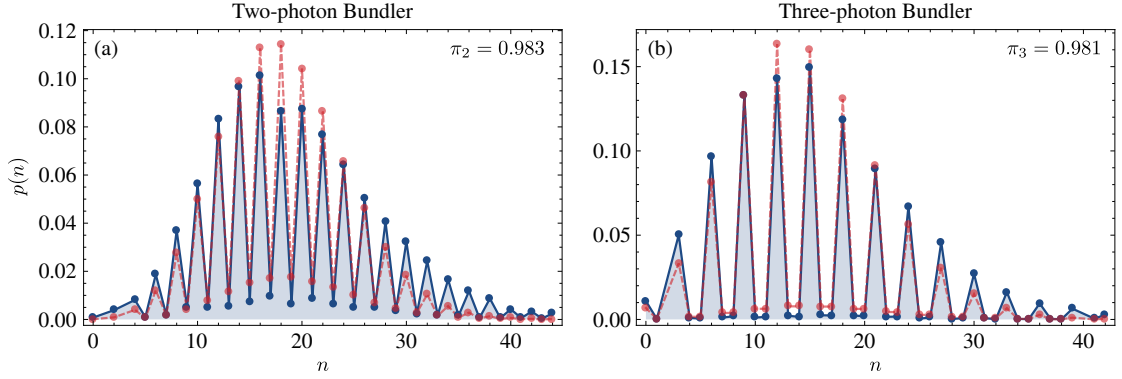 Two-photon Bundler
Three-photon Bundler
(a)
π₂ = 0.983
(b)
π₃ = 0.981
0.12
0.10
0.08
0.06
0.04
0.02
0.00
p(n)
0.15
0.10
0.05
0.00
0 10 20 30 40
0 10 20 30 40
n
n